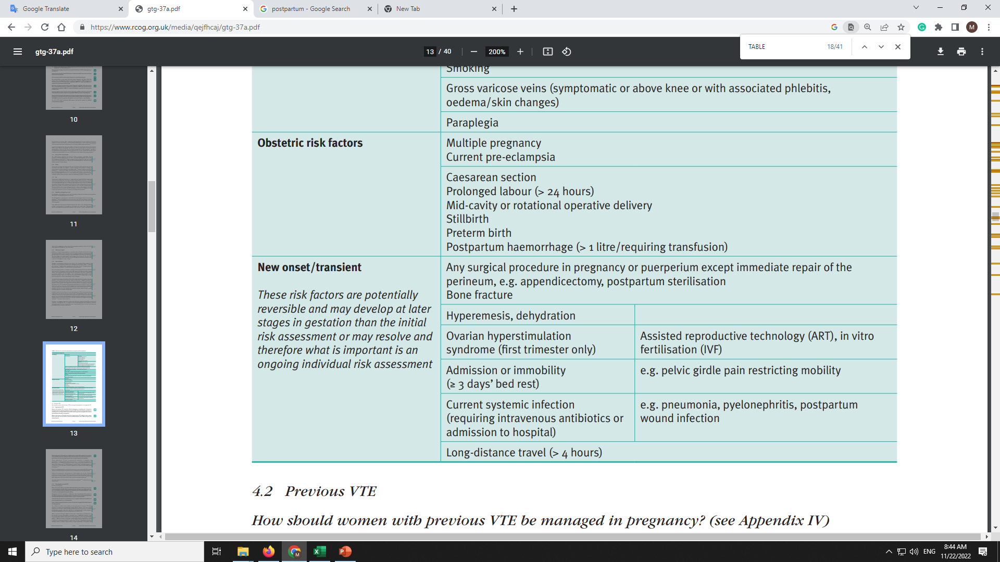 Google Translate
gtg-37a.pdf
postpartum - Google Search
New Tab
https://www.rcog.org.uk/media/qejfhcaj/gtg-37a.pdf
M
gtg-37a.pdf
13 / 40
200%
TABLE
18/41
10
11
12
13
14
Smoking
Gross varicose veins (symptomatic or above knee or with associated phlebitis,
oedema/skin changes)
Paraplegia
Obstetric risk factors
Multiple pregnancy
Current pre-eclampsia
Caesarean section
Prolonged labour (> 24 hours)
Mid-cavity or rotational operative delivery
Stillbirth
Preterm birth
Postpartum haemorrhage (> 1 litre/requiring transfusion)
New onset/transient
These risk factors are potentially
reversible and may develop at later
stages in gestation than the initial
risk assessment or may resolve and
therefore what is important is an
ongoing individual risk assessment
Any surgical procedure in pregnancy or puerperium except immediate repair of the
perineum, e.g. appendicectomy, postpartum sterilisation
Bone fracture
Hyperemesis, dehydration
Ovarian hyperstimulation
syndrome (first trimester only)
Assisted reproductive technology (ART), in vitro
fertilisation (IVF)
Admission or immobility
(≥ 3 days’ bed rest)
e.g. pelvic girdle pain restricting mobility
Current systemic infection
(requiring intravenous antibiotics or
admission to hospital)
e.g. pneumonia, pyelonephritis, postpartum
wound infection
Long-distance travel (> 4 hours)
4.2 Previous VTE
How should women with previous VTE be managed in pregnancy? (see Appendix IV)
Type here to search
ENG
8:44 AM
11/22/2022